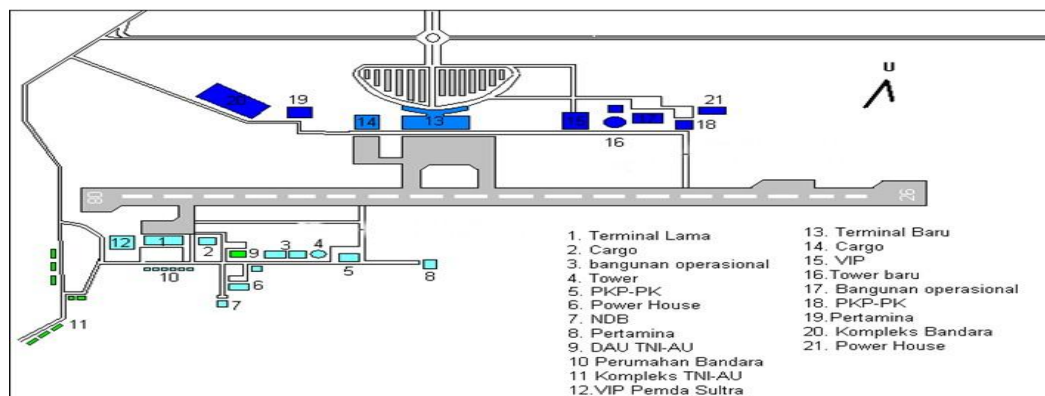 U
20
19
14
13
15
16
17
18
21
08
26
12
1
2
9
3
4
5
8
10
6
7
11
1. Terminal Lama
2. Cargo
3. bangunan operasional
4. Tower
5. PKP-PK
6. Power House
7. NDB
8. Pertamina
9. DAU TNI-AU
10 Perumahan Bandara
11 Kompleks TNI-AU
12.VIP Pemda Sultra
13. Terminal Baru
14. Cargo
15. VIP
16.Tower baru
17. Bangunan operasional
18. PKP-PK
19.Pertamina
20. Kompleks Bandara
21. Power House